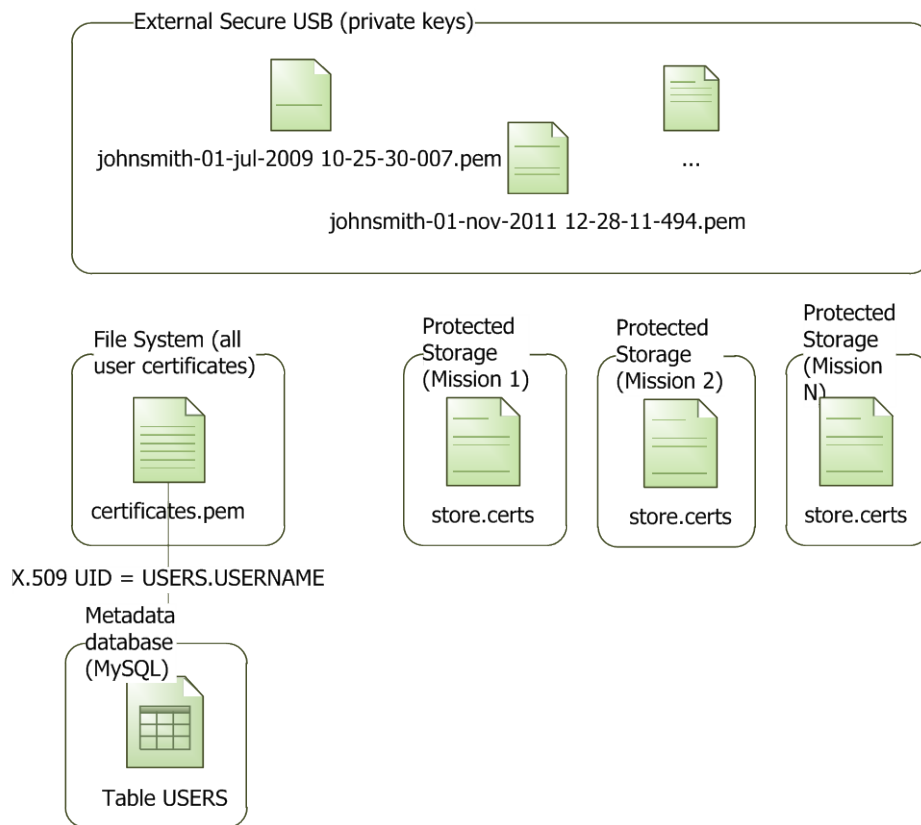 External Secure USB (private keys)
johnsmith-01-jul-2009 10-25-30-007.pem
...
johnsmith-01-nov-2011 12-28-11-494.pem
File System (all
user certificates)
certificates.pem
Protected
Storage
(Mission 1)
store.certs
Protected
Storage
(Mission 2)
store.certs
Protected
Storage
(Mission
N)
store.certs
X.509 UID = USERS.USERNAME
Metadata
database
(MySQL)
Table USERS